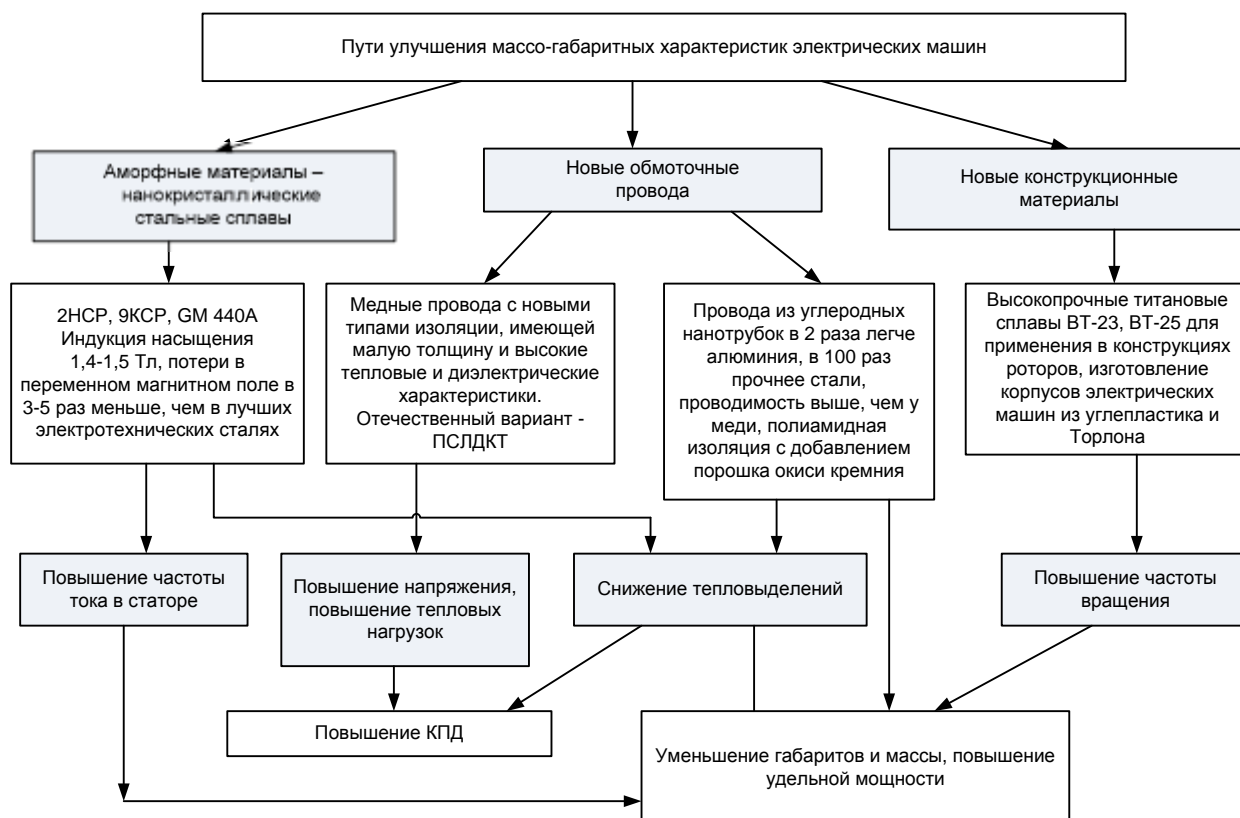 Пути улучшения массо-габаритных характеристик электрических машин
Аморфные материалы –
нанокристаллические
стальные сплавы
Новые обмоточные
провода
Новые конструкционные
материалы
2НСР, 9КСР, GM 440A
Индукция насыщения
1,4-1,5 Тл, потери в
переменном магнитном поле в
3-5 раз меньше, чем в лучших
электротехнических сталях
Медные провода с новыми
типами изоляции, имеющей
малую толщину и высокие
тепловые и диэлектрические
характеристики.
Отечественный вариант -
ПСЛДКТ
Провода из углеродных
нанотрубок в 2 раза легче
алюминия, в 100 раз
прочнее стали,
проводимость выше, чем у
меди, полиамидная
изоляция с добавлением
порошка окиси кремния
Высокопрочные титановые
сплавы ВТ-23, ВТ-25 для
применения в конструкциях
роторов, изготовление
корпусов электрических
машин из углепластика и
Торлона
Повышение частоты
тока в статоре
Повышение напряжения,
повышение тепловых
нагрузок
Снижение тепловыделений
Повышение частоты
вращения
Повышение КПД
Уменьшение габаритов и массы, повышение
удельной мощности